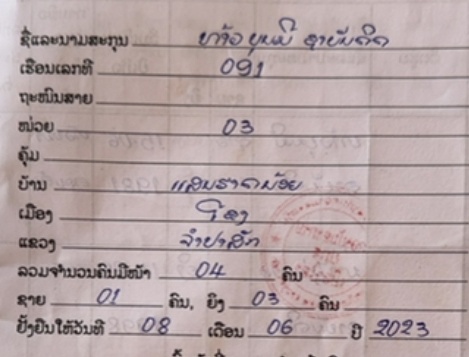 ຊື່ແລະນາມສະກຸນ ທ້າວ ບຸນມີ ຊາຍັນຕິດ
ເຮືອນເລກທີ 091
ຖະໜົນສາຍ
ໜ່ວຍ 03
ຄຸ້ມ
ບ້ານ ແສນຮາດນ້ອຍ
ເມືອງ ໂຂງ
ແຂວງ ຈຳປາສັກ
ລວມຈຳນວນຄົນມີໜ້າ 04 ຄົນ
ຊາຍ 01 ຄົນ, ຍິງ 03 ຄົນ
ຢັ້ງຢືນໃຫ້ວັນທີ 08 ເດືອນ 06 ປີ 2023